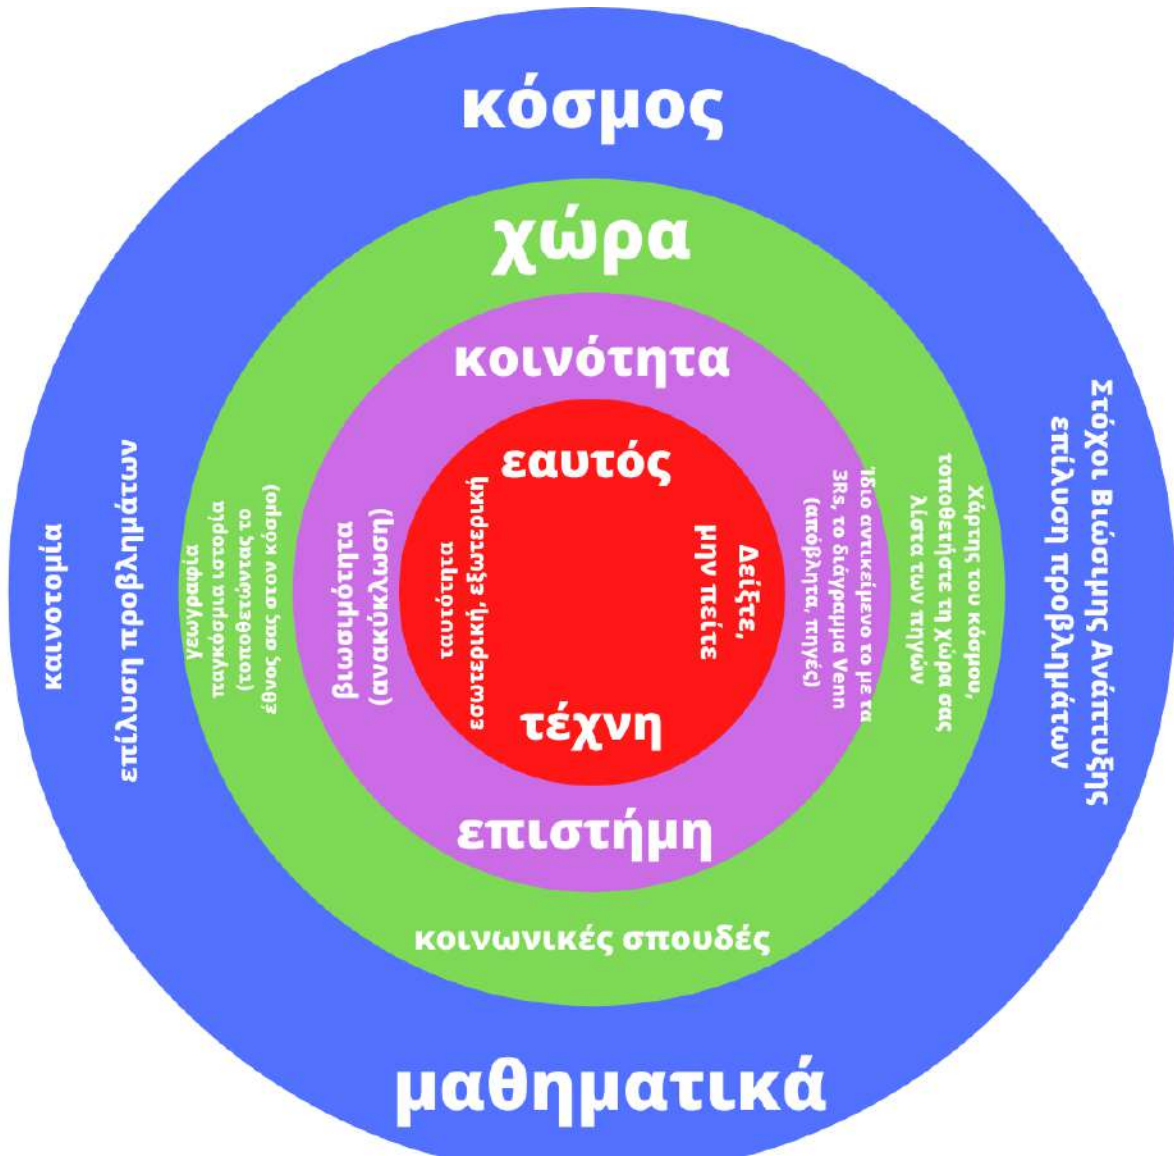 κόσμος
χώρα
κοινότητα
εαυτός
καινοτομία
επίλυση προβλημάτων
γεωγραφία
παγκόσμια ιστορία
(τοποθετώντας το
έθνος σας στον κόσμο)
βιωσιμότητα
(ανακύκλωση)
ταυτότητα
εσωτερική, εξωτερική
Δείξτε,
μην πείτε
Ίδιο αντικείμενο το με τα
3Rs, το διάγραμμα Venn
(απόβλητα, πηγές)
Χάρτης του κόσμου,
τοποθετήστε τη χώρα σας
λίστα των πηγών
Στόχοι Βιώσιμης Ανάπτυξης
επίλυση προβλημάτων
τέχνη
επιστήμη
κοινωνικές σπουδές
μαθηματικά